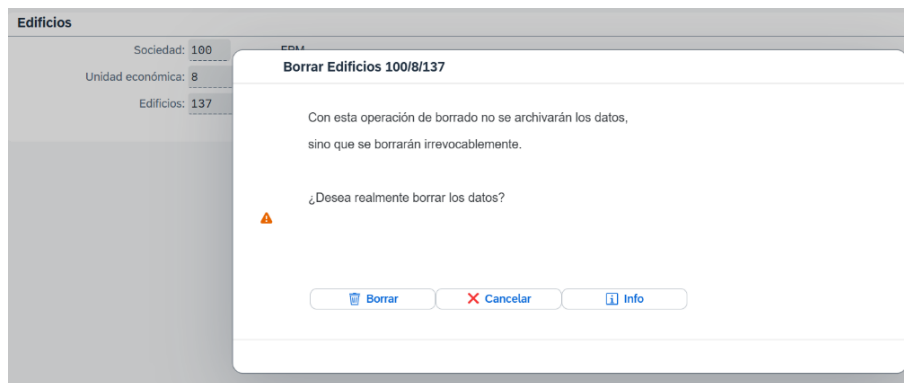 Edificios
Sociedad: 100
Unidad económica: 8
Edificios: 137
Borrar Edificios 100/8/137
Con esta operación de borrado no se archivarán los datos,
sino que se borrarán irrevocablemente.
¿Desea realmente borrar los datos?
Borrar Cancelar Info